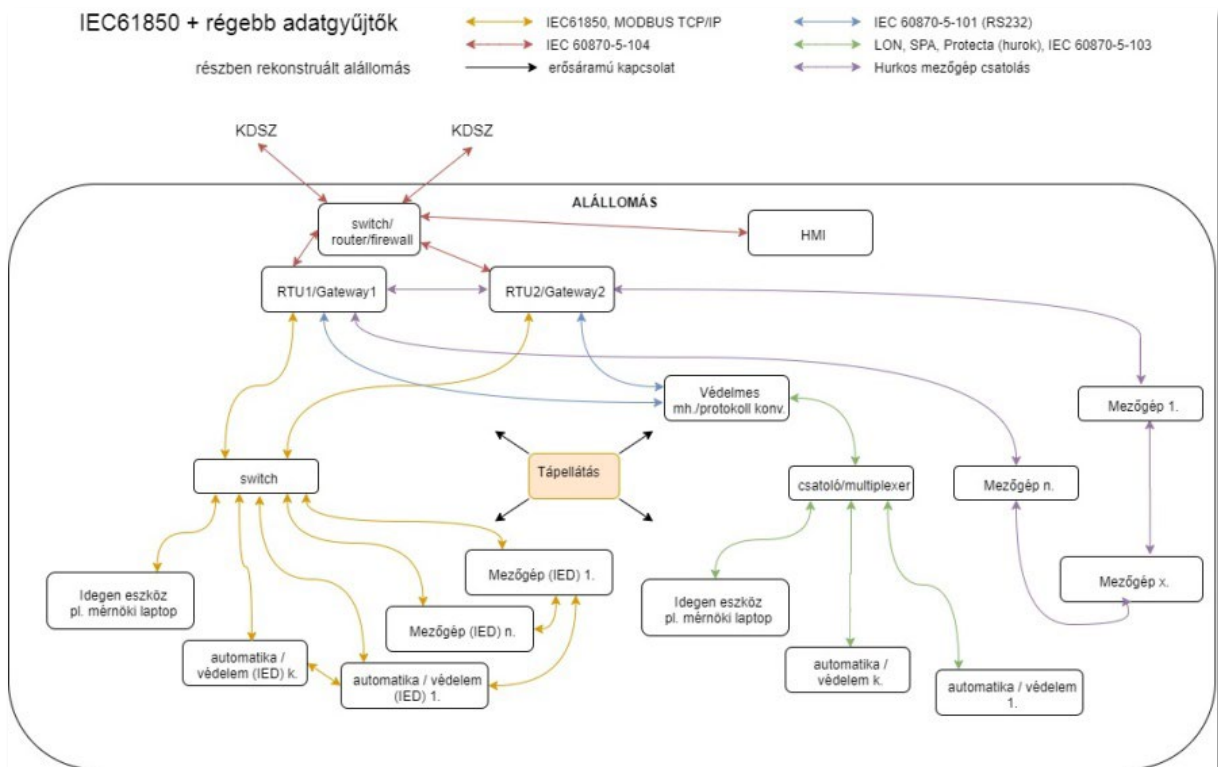 IEC61850 + régebb adatgyűjtők
részben rekonstruált alállomás
IEC61850, MODBUS TCP/IP
IEC 60870-5-104
erősáramú kapcsolat
IEC 60870-5-101 (RS232)
LON, SPA, Protecta (hurok), IEC 60870-5-103
Hurkos mezőgép csatolás
KDSZ
KDSZ
ALÁLLOMÁS
switch/
router/firewall
HMI
RTU1/Gateway1
RTU2/Gateway2
Védelmes
mh./protokoll konv.
Mezőgép 1.
switch
Tápellátás
csatoló/multiplexer
Mezőgép n.
Mezőgép (IED) 1.
Mezőgép x.
Idegen eszköz
pl. mérnöki laptop
Idegen eszköz
pl. mérnöki laptop
Mezőgép (IED) n.
automatika /
védelem (IED) k.
automatika / védelem
(IED) 1.
automatika /
védelem k.
automatika / védelem
1.